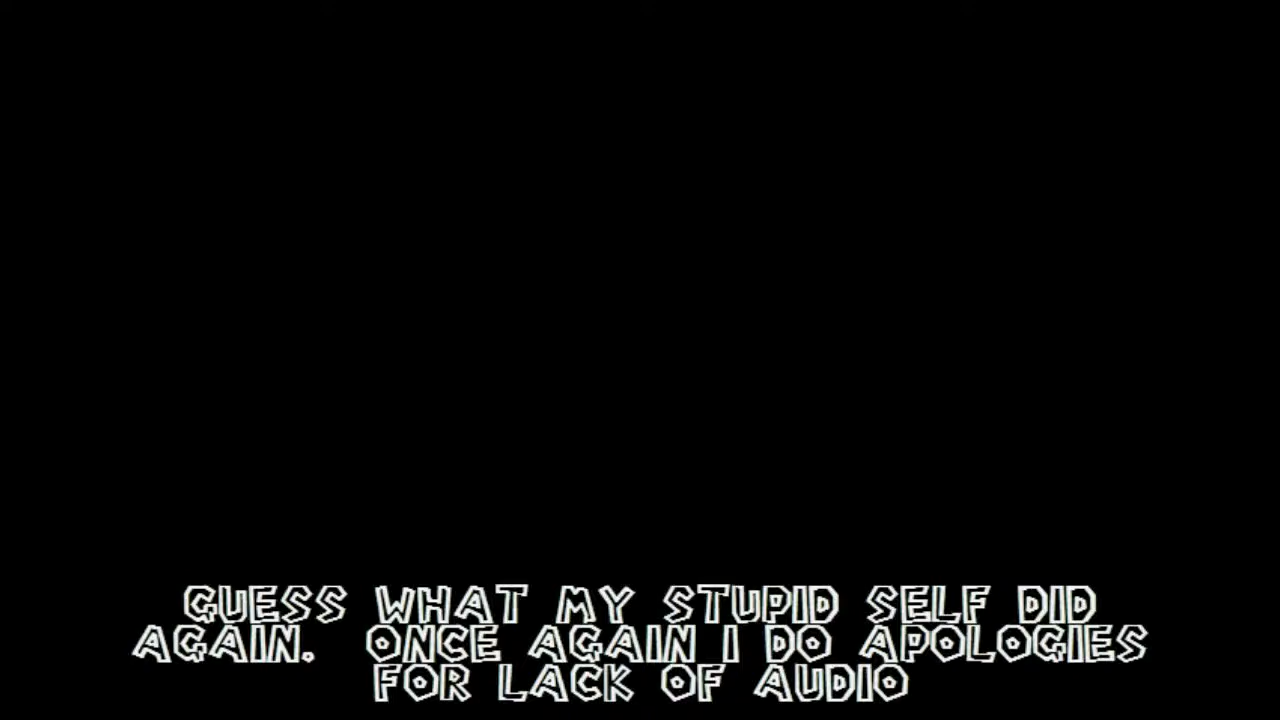 GUESS WHAT MY STUPID SELF DID
AGAIN. ONCE AGAIN I DO APOLOGIES
FOR LACK OF AUDIO